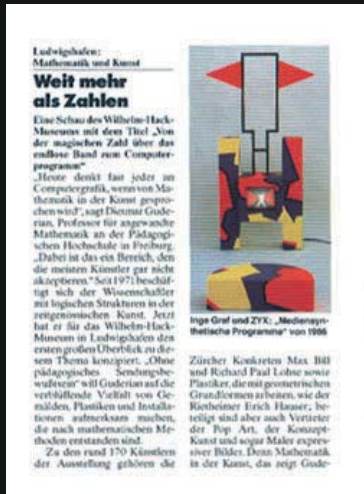 Ludwigshafen:
Mathematik und Kunst
Weit mehr
als Zahlen
Eine Schau des Wilhelm-Hack-
Museums mit dem Titel „Von
der magischen Zahl über das
endlose Band zum Computer-
programm“
„Heute denkt fast jeder an
Computergrafik, wenn von Ma-
thematik in der Kunst gespro-
chen wird“, sagt Dietmar Gude-
rian, Professor für angewandte
Mathematik an der Pädagogi-
schen Hochschule in Freiburg.
„Dabei ist das ein Bereich, den
die meisten Künstler gar nicht
akzeptieren.“ Seit 1971 beschäf-
tigt sich der Wissenschaftler
mit logischen Strukturen in der
zeitgenössischen Kunst. Jetzt
hat er für das Wilhelm-Hack-
Museum in Ludwigshafen den
ersten großen Überblick zu die-
sem Thema konzipiert. „Ohne
pädagogisches Sendungsbe-
wußtsein“ will Guderian auf die
verblüffende Vielfalt von Ge-
mälden, Plastiken und Installa-
tionen aufmerksam machen,
die nach mathematischen Me-
thoden entstanden sind.
Zu den rund 170 Künstlern
der Ausstellung gehören die
Inge Graf und ZYX: „Mediensyn-
thetische Programme“ von 1986
Zürcher Konkreten Max Bill
und Richard Paul Lohse sowie
Plastiker, die mit geometrischen
Grundformen arbeiten, wie der
Rietheimer Erich Hauser; be-
teiligt sind aber auch Vertreter
der Pop Art, der Konzept-
Kunst und sogar Maler expres-
siver Bilder. Denn Mathematik
in der Kunst, das zeigt Gude-